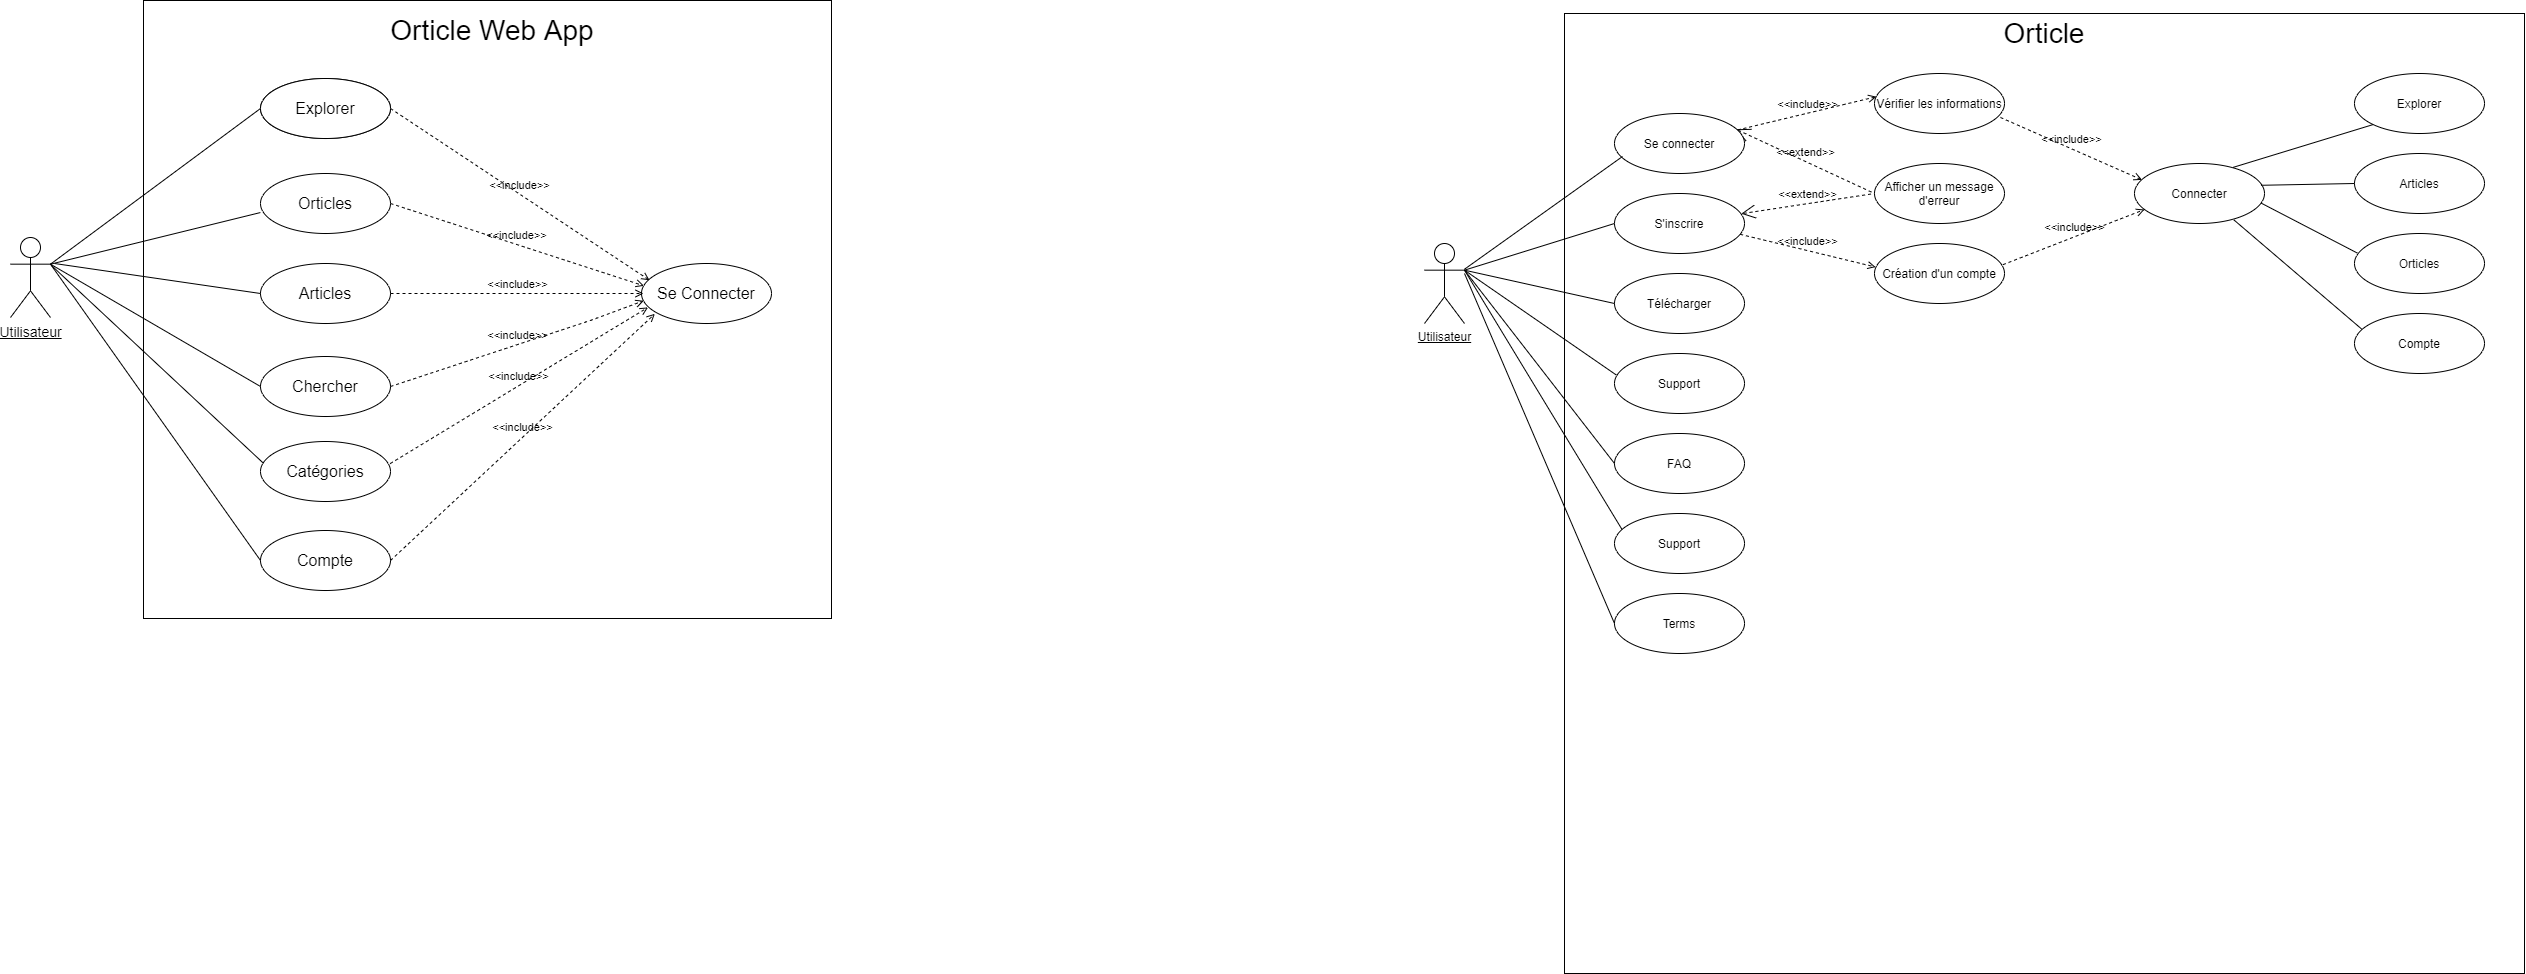 Orticle Web App
Explorer
<<include>>
Orticles
<<include>>
Utilisateur
Articles
<<include>>
Se Connecter
Chercher
<<include>>
<<include>>
Catégories
<<include>>
Compte
Orticle
Utilisateur
Se connecter
<<include>>
Vérifier les informations
<<extend>>
Afficher un message
d'erreur
<<extend>>
S'inscrire
<<include>>
Création d'un compte
<<include>>
<<include>>
Connecter
Explorer
Articles
Orticles
Compte
Télécharger
Support
FAQ
Support
Terms